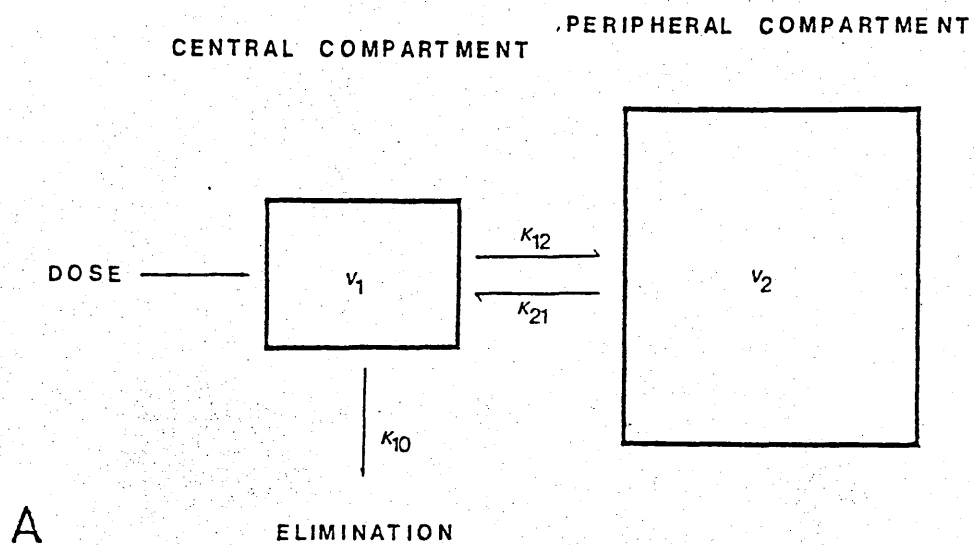 CENTRAL COMPARTMENT
PERIPHERAL COMPARTMENT
DOSE
V1
K12
K21
V2
K10
A
ELIMINATION